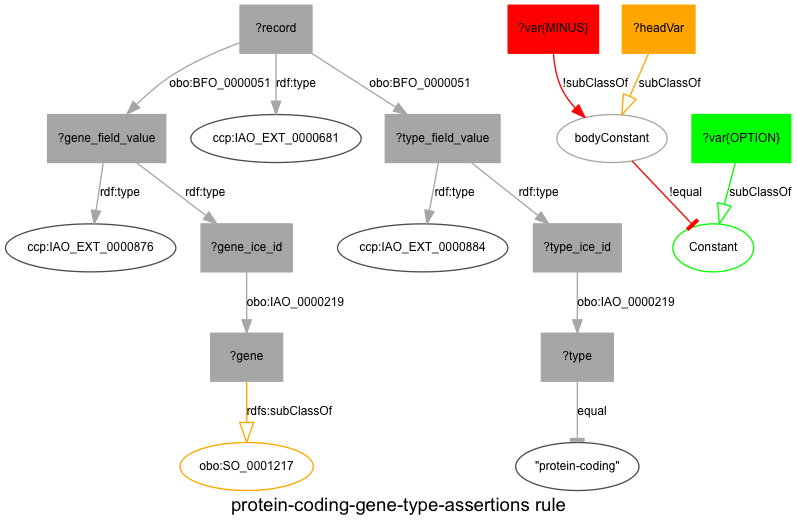 ?record
?var{MINUS}
?headVar
obo:BFO_0000051
rdf:type
obo:BFO_0000051
!subClassOf
subClassOf
?gene_field_value
ccp:IAO_EXT_0000681
?type_field_value
bodyConstant
?var{OPTION}
rdf:type
rdf:type
rdf:type
rdf:type
!equal
subClassOf
ccp:IAO_EXT_0000876
?gene_ice_id
ccp:IAO_EXT_0000884
?type_ice_id
Constant
obo:IAO_0000219
obo:IAO_0000219
?gene
?type
rdfs:subClassOf
equal
obo:SO_0001217
"protein-coding"
protein-coding-gene-type-assertions rule